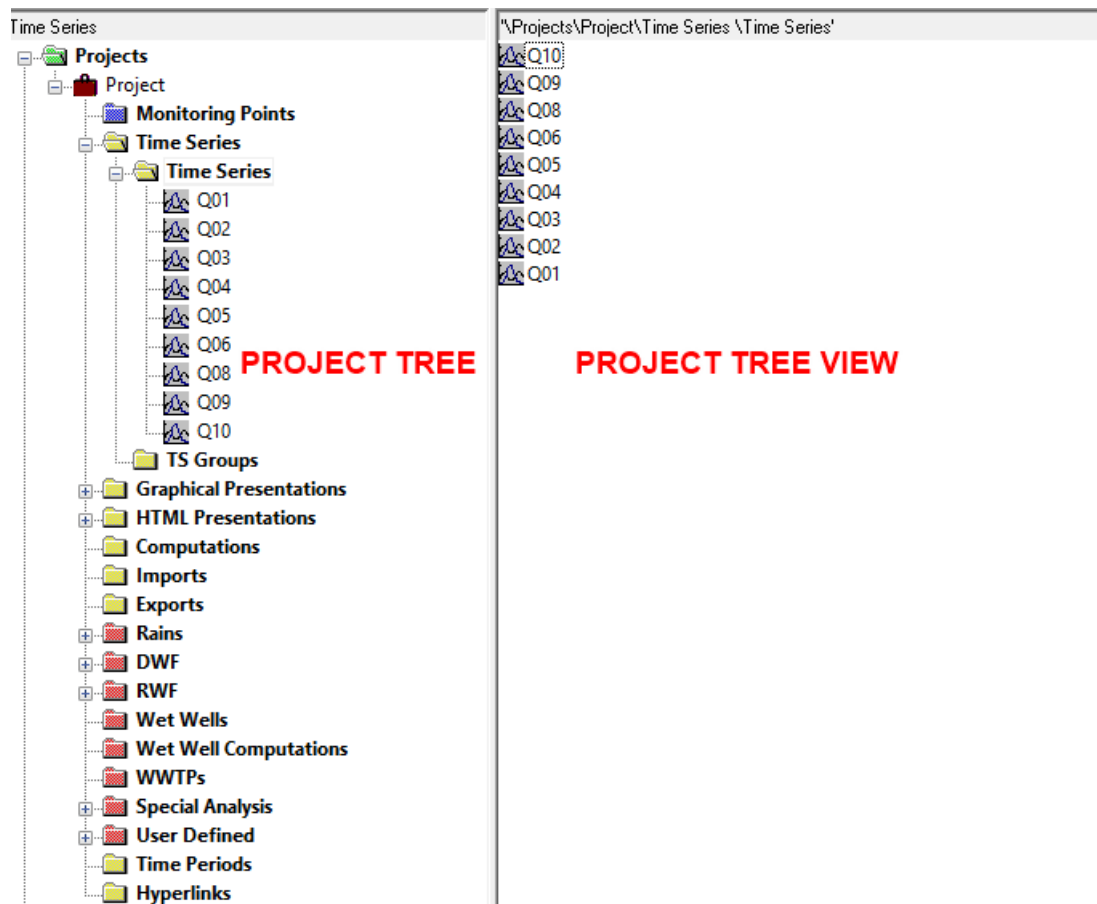 Time Series
Projects
Project
Monitoring Points
Time Series
Time Series
Q01
Q02
Q03
Q04
Q05
Q06
Q08
Q09
Q10
TS Groups
Graphical Presentations
HTML Presentations
Computations
Imports
Exports
Rains
DWF
RWF
Wet Wells
Wet Well Computations
WWTPs
Special Analysis
User Defined
Time Periods
Hyperlinks
PROJECT TREE
"\Projects\Project\Time Series \Time Series'
Q10
Q09
Q08
Q06
Q05
Q04
Q03
Q02
Q01
PROJECT TREE VIEW